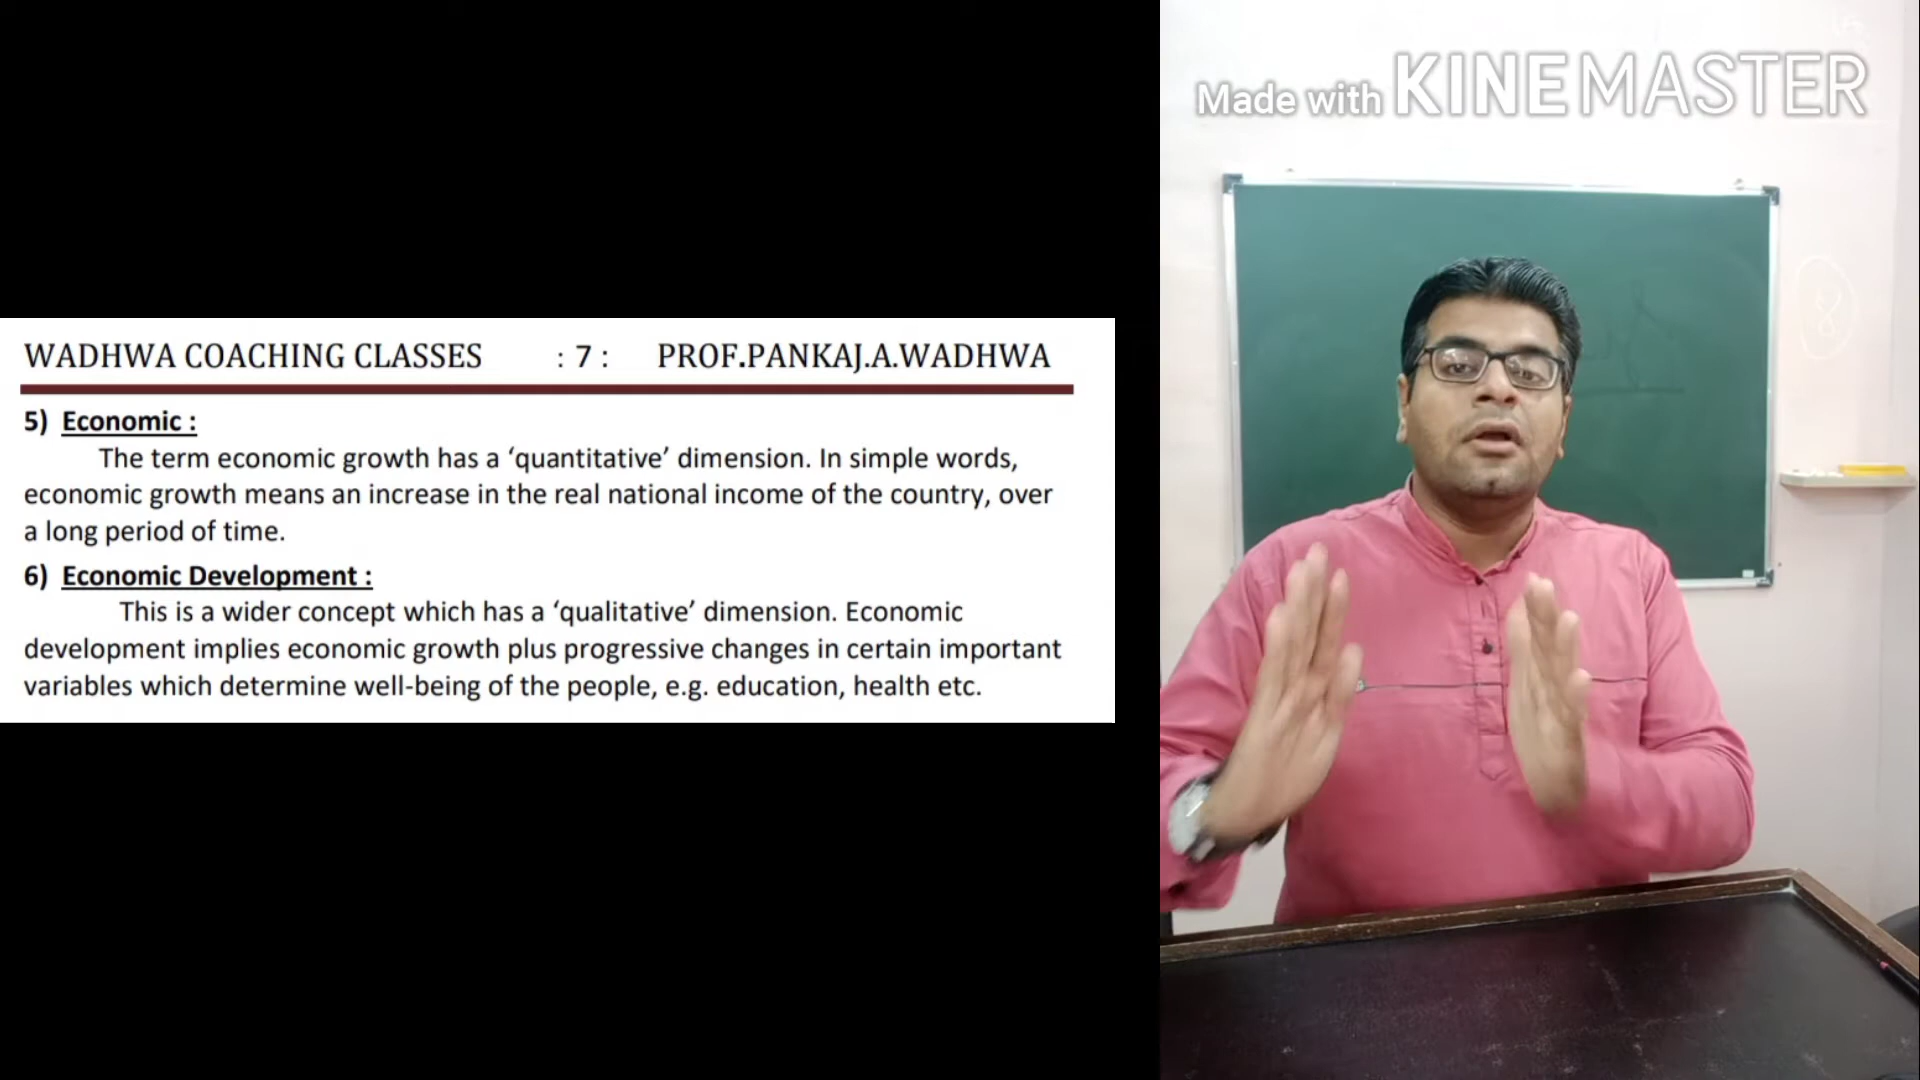 WADHWA COACHING CLASSES : 7 : PROF.PANKAJ.A.WADHWA
5) Economic :
The term economic growth has a ‘quantitative’ dimension. In simple words,
economic growth means an increase in the real national income of the country, over
a long period of time.
6) Economic Development :
This is a wider concept which has a ‘qualitative’ dimension. Economic
development implies economic growth plus progressive changes in certain important
variables which determine well-being of the people, e.g. education, health etc.
Made with KINEMASTER